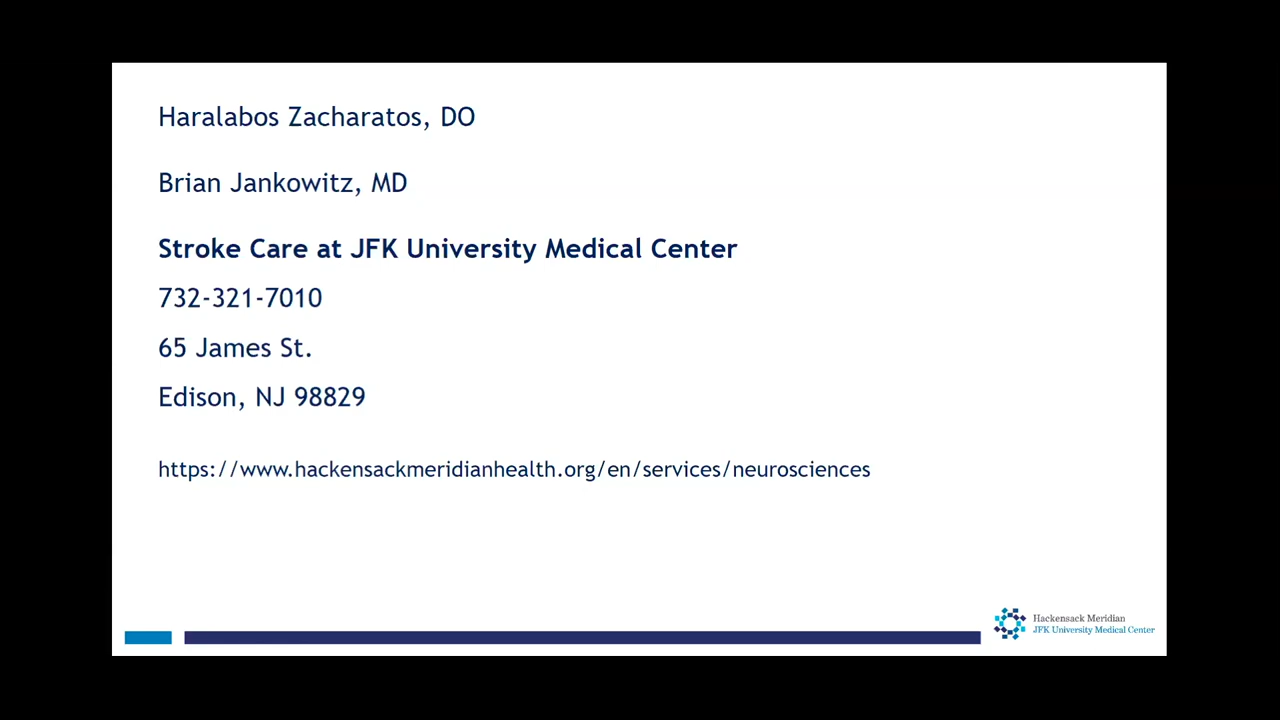 Haralabos Zacharatos, DO
Brian Jankowitz, MD
Stroke Care at JFK University Medical Center
732-321-7010
65 James St.
Edison, NJ 98829
https://www.hackensackmeridianhealth.org/en/services/neurosciences
Hackensack Meridian
JFK University Medical Center